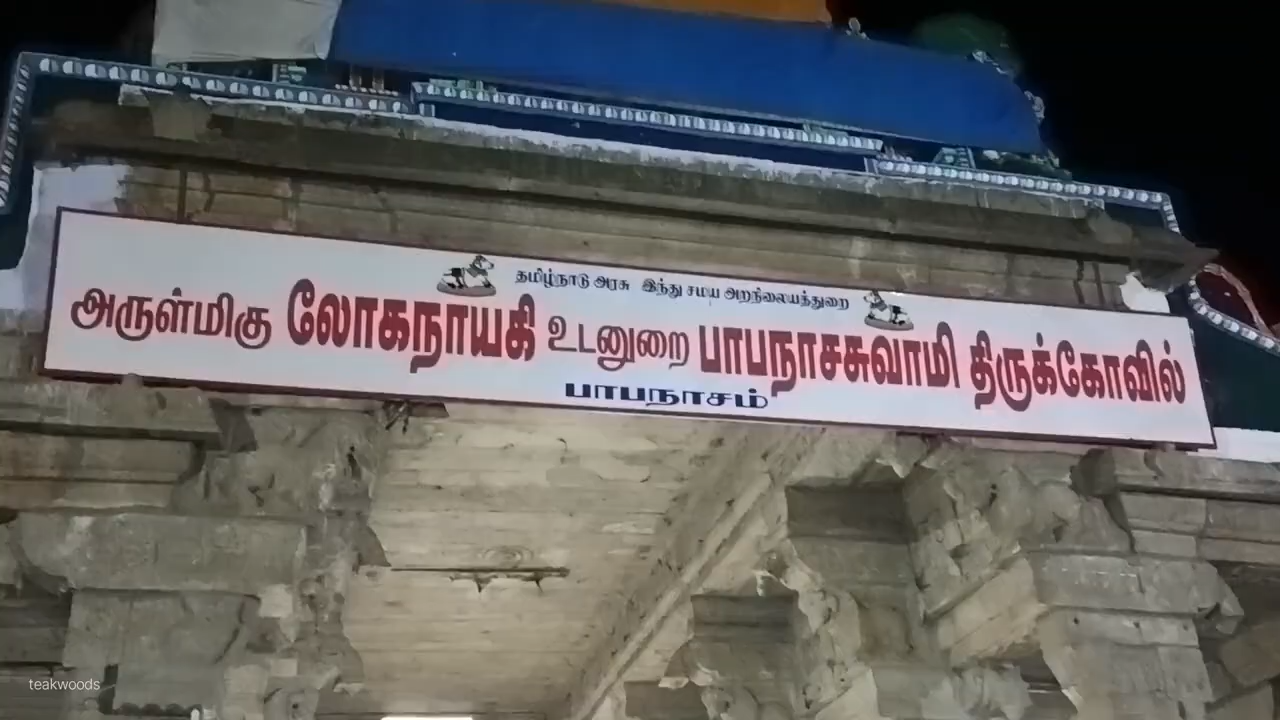 தமிழ்நாடு அரசு இந்து சமய அறநிலையத்துறை
அருள்மிகு லோகநாயகி உடனுறை பாபநாசசுவாமி திருக்கோவில்
பாபநாசம்
teakwoods